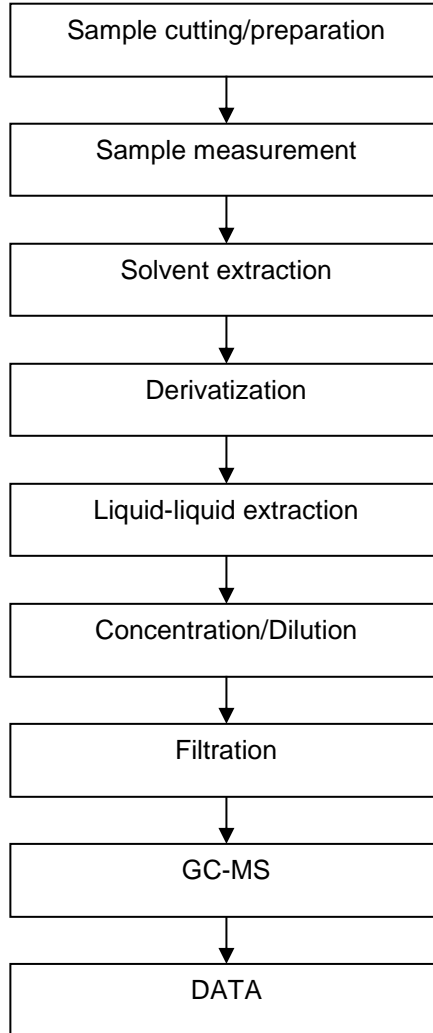 Sample cutting/preparation
Sample measurement
Solvent extraction
Derivatization
Liquid-liquid extraction
Concentration/Dilution
Filtration
GC-MS
DATA